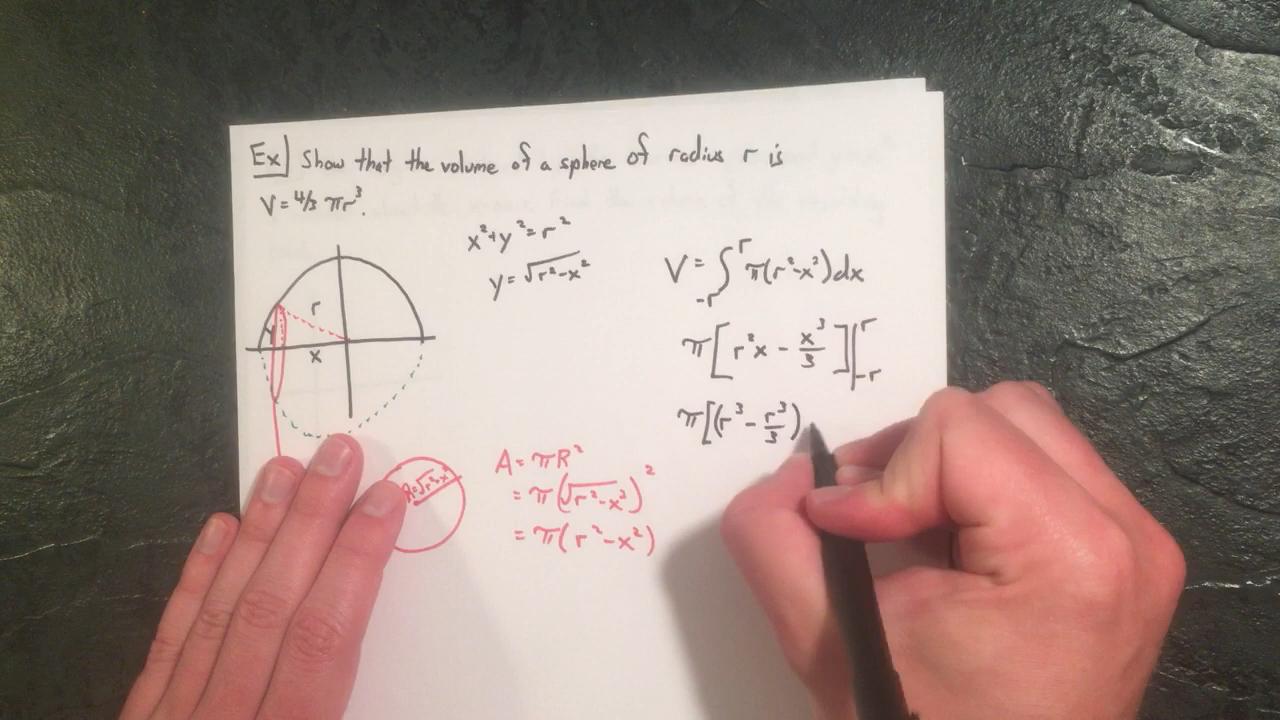 Ex] Show that the volume of a sphere of radius r is
V = 4/3 πr³.
x² + y² = r²
y = √(r²-x²)
r
y
x
R=√(r²-x²)
A = πR²
= π(√(r²-x²))²
= π(r²-x²)
V = ∫_{-r}^{r} π(r²-x²)dx
π[r²x - x³/3]|_{-r}^{r}
π[(r³ - r³/3)